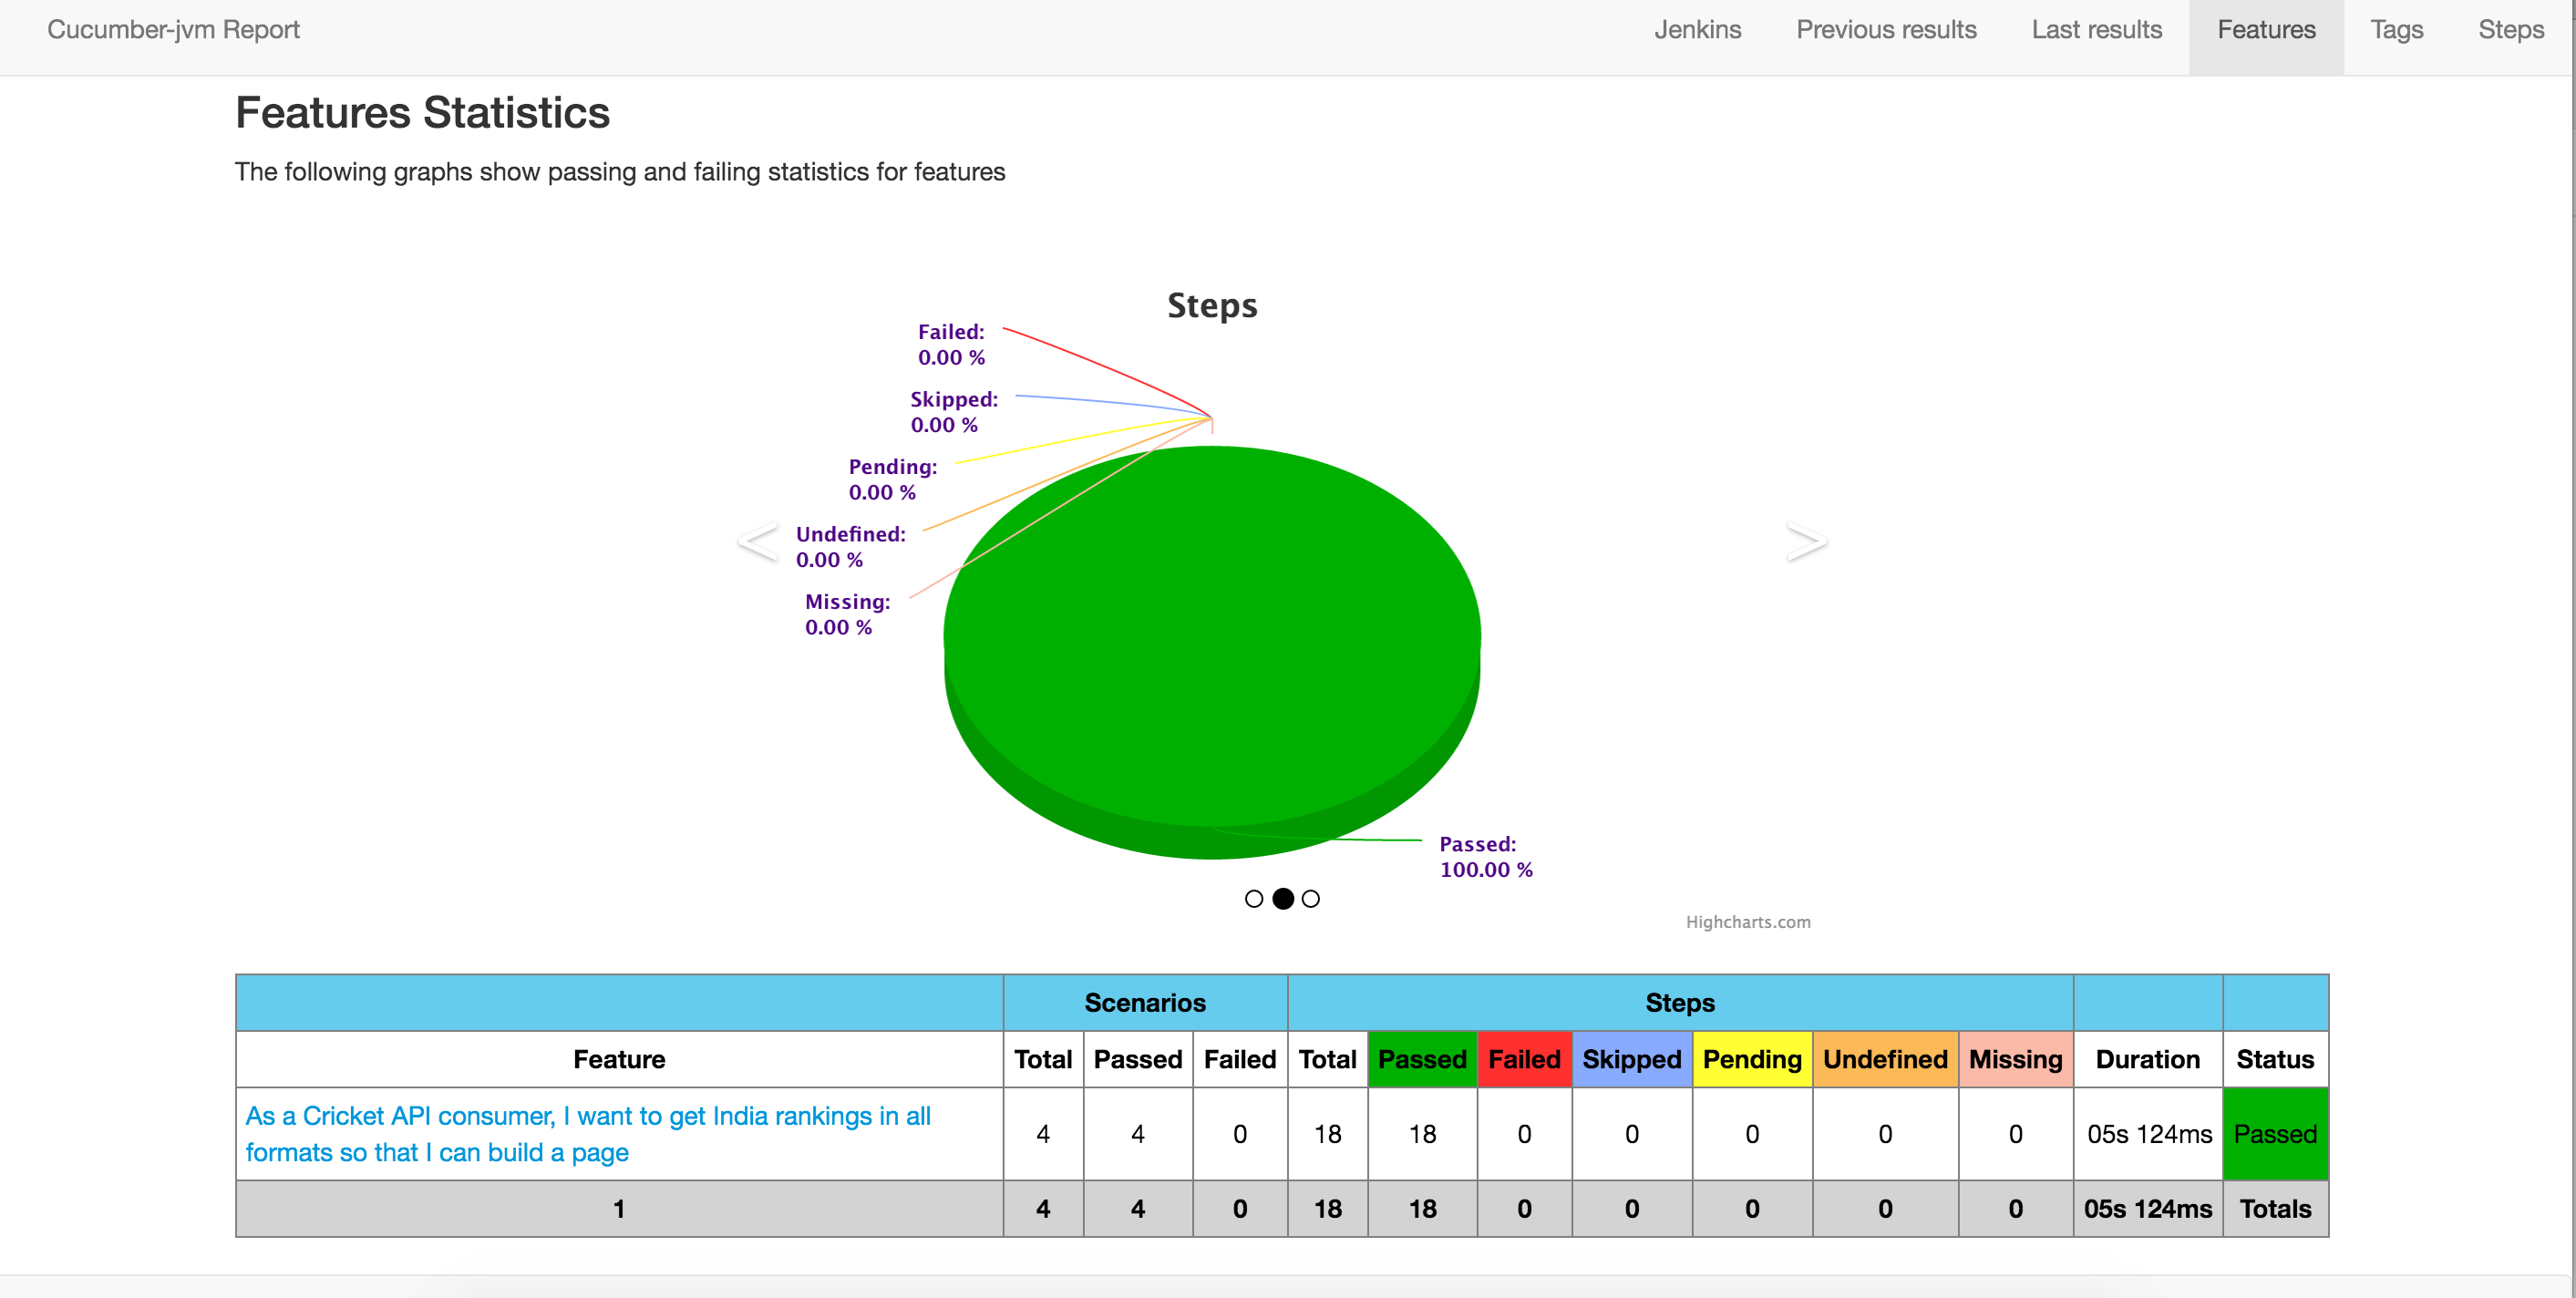 Cucumber-jvm Report Jenkins Previous results Last results Features Tags Steps
Features Statistics
The following graphs show passing and failing statistics for features
Steps
Failed:
0.00 %
Skipped:
0.00 %
Pending:
0.00 %
< >
Undefined:
0.00 %
Missing:
0.00 %
Passed:
100.00 %
Highcharts.com
Scenarios Steps
Feature Total Passed Failed Total Passed Failed Skipped Pending Undefined Missing Duration Status
As a Cricket API consumer, I want to get India rankings in all
formats so that I can build a page
4 4 0 18 18 0 0 0 0 0 05s 124ms Passed
1 4 4 0 18 18 0 0 0 0 0 05s 124ms Totals